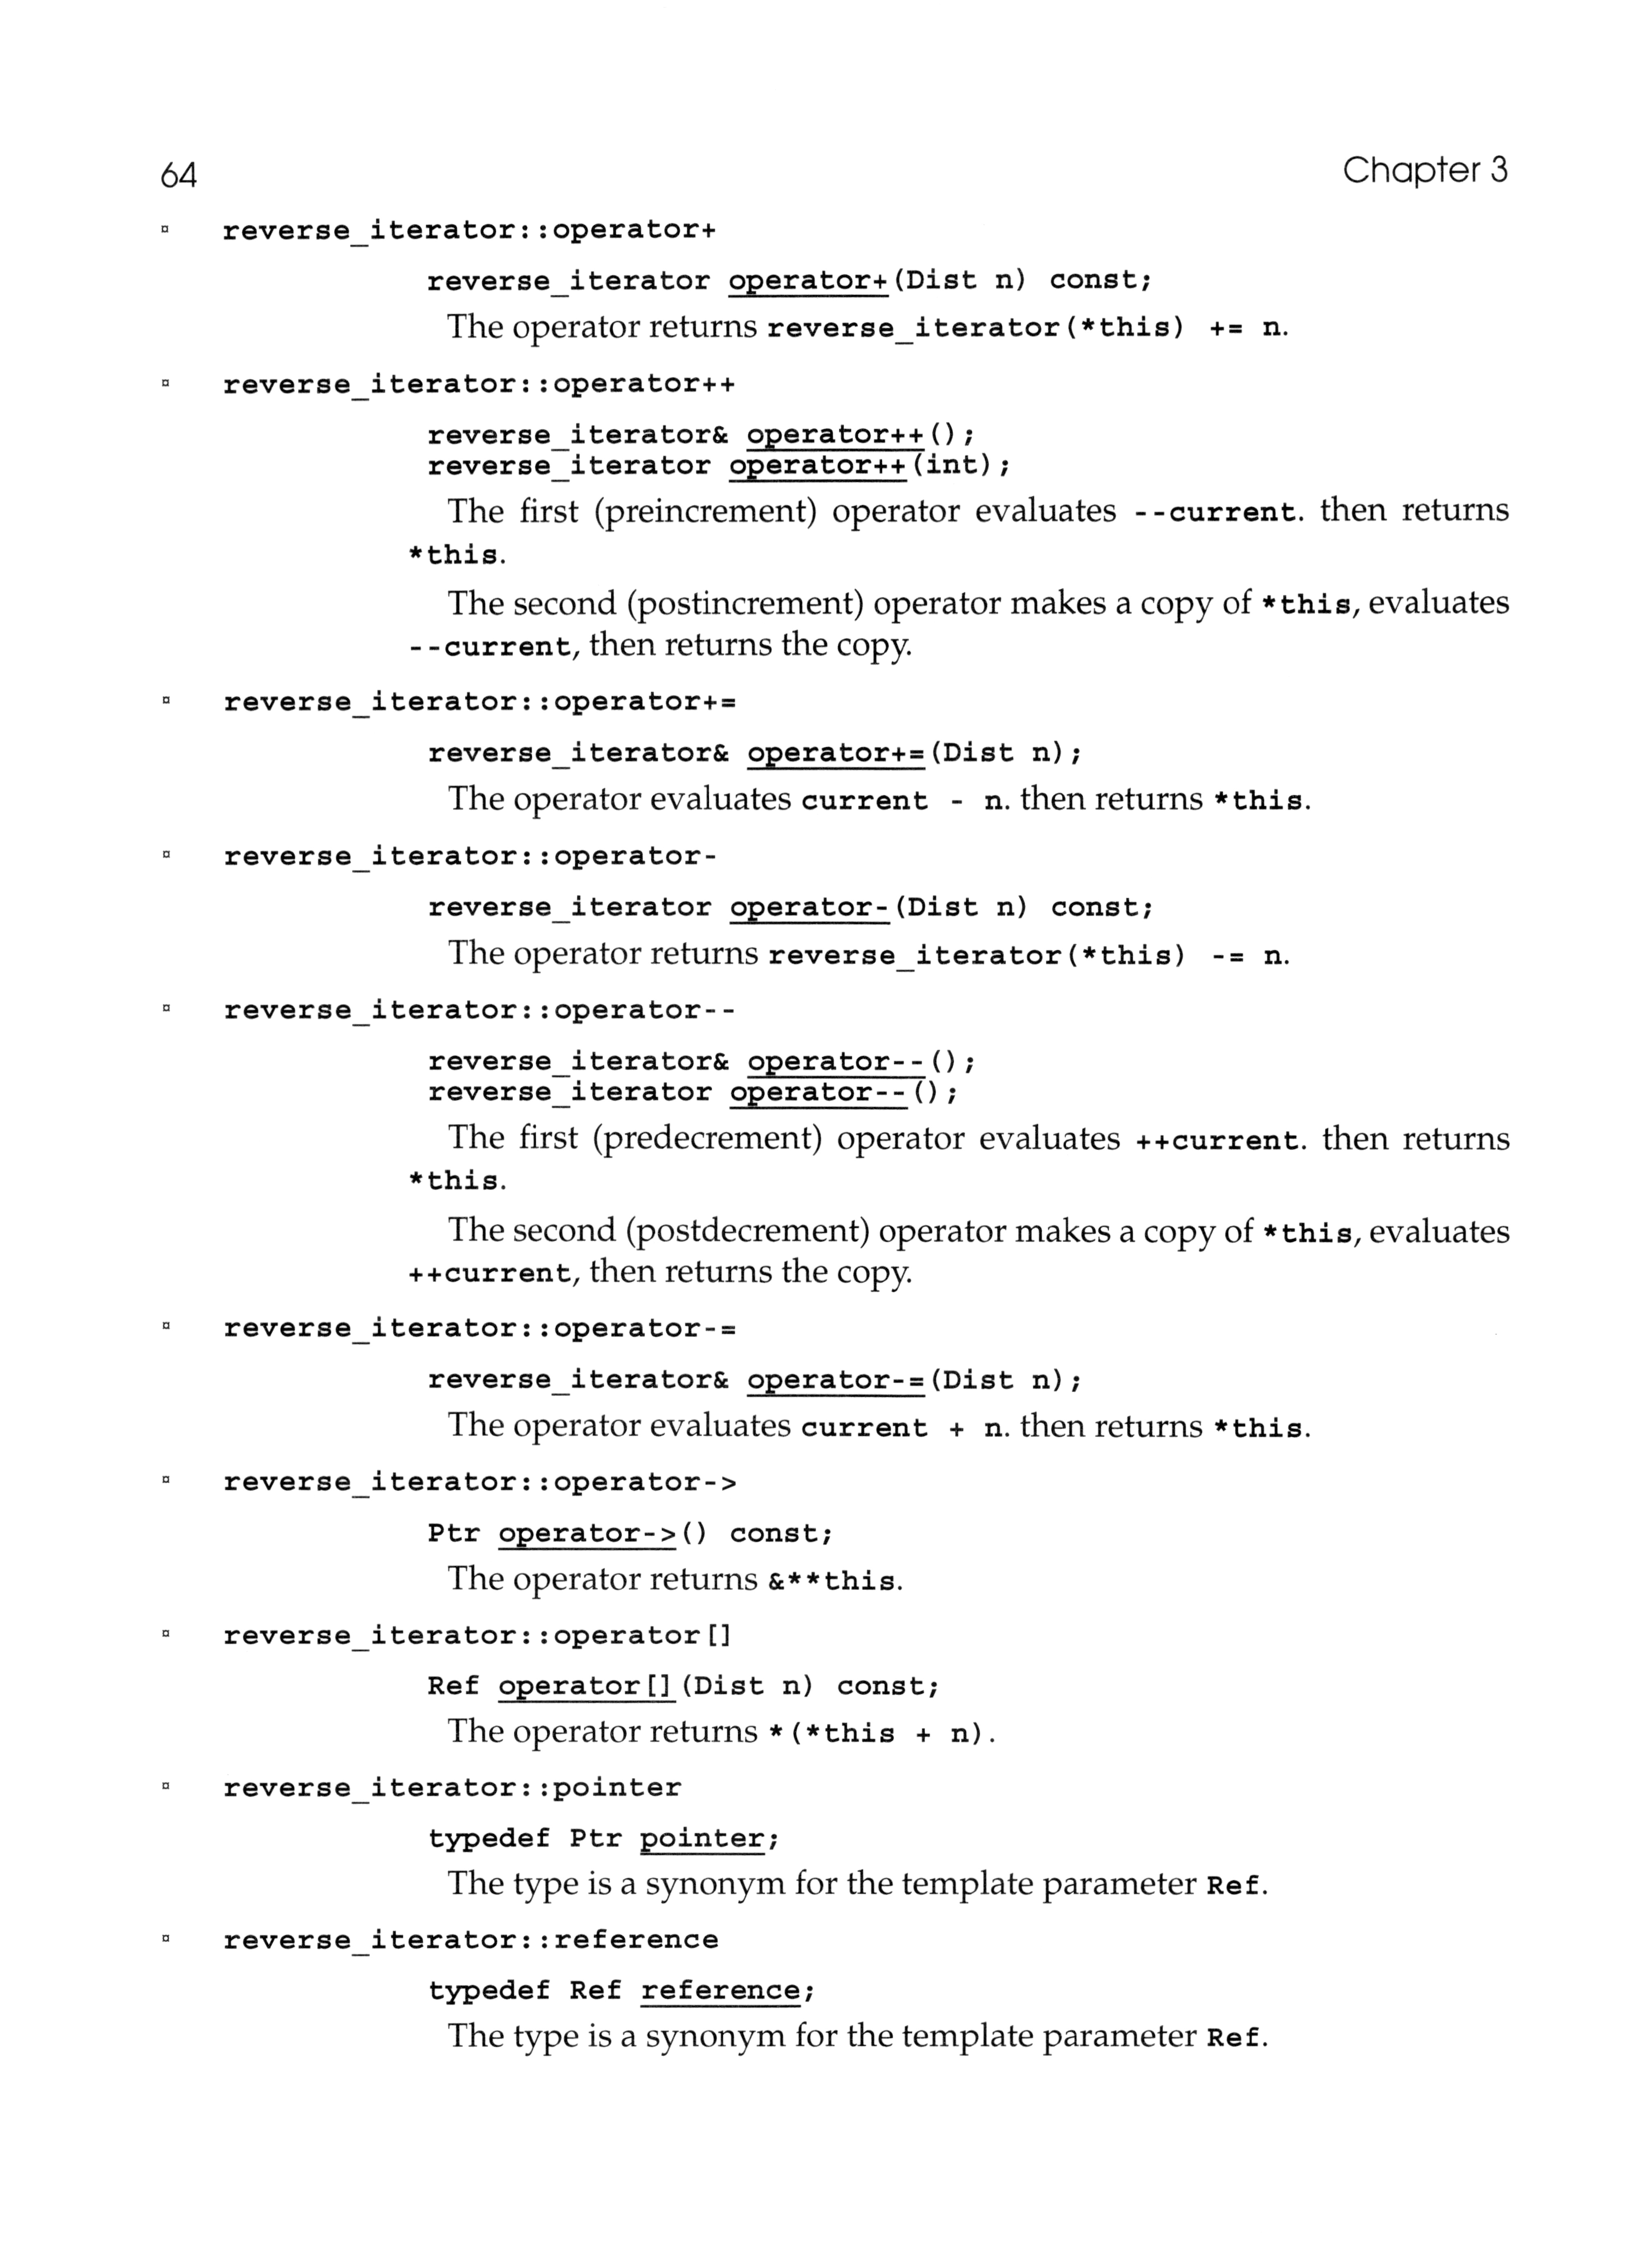 64 Chapter 3
▫ reverse_iterator::operator+
reverse_iterator operator+(Dist n) const;
The operator returns reverse_iterator(*this) += n.
▫ reverse_iterator::operator++
reverse_iterator& operator++();
reverse_iterator operator++(int);
The first (preincrement) operator evaluates --current. then returns
*this.
The second (postincrement) operator makes a copy of *this, evaluates
--current, then returns the copy.
▫ reverse_iterator::operator+=
reverse_iterator& operator+=(Dist n);
The operator evaluates current - n. then returns *this.
▫ reverse_iterator::operator-
reverse_iterator operator-(Dist n) const;
The operator returns reverse_iterator(*this) -= n.
▫ reverse_iterator::operator--
reverse_iterator& operator--();
reverse_iterator operator--();
The first (predecrement) operator evaluates ++current. then returns
*this.
The second (postdecrement) operator makes a copy of *this, evaluates
++current, then returns the copy.
▫ reverse_iterator::operator-=
reverse_iterator& operator-=(Dist n);
The operator evaluates current + n. then returns *this.
▫ reverse_iterator::operator->
Ptr operator->() const;
The operator returns &**this.
▫ reverse_iterator::operator[]
Ref operator[](Dist n) const;
The operator returns *(*this + n).
▫ reverse_iterator::pointer
typedef Ptr pointer;
The type is a synonym for the template parameter Ref.
▫ reverse_iterator::reference
typedef Ref reference;
The type is a synonym for the template parameter Ref.